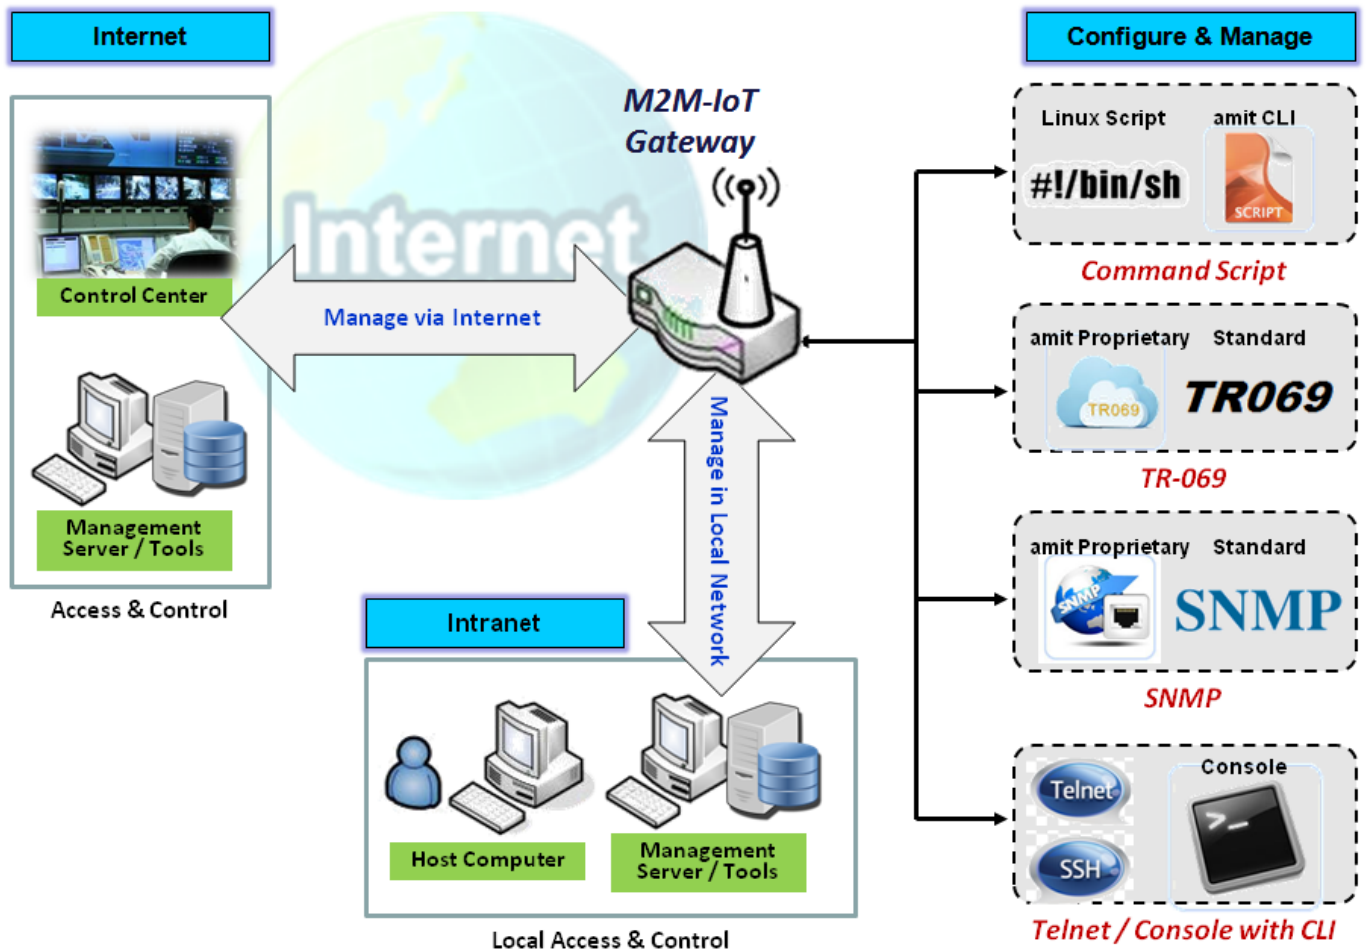 Internet
Configure & Manage
M2M-IoT
Gateway
Internet
Control Center
Manage via Internet
Management
Server / Tools
Access & Control
Manage in Local Network
Intranet
Host Computer
Management
Server / Tools
Local Access & Control
Linux Script
amit CLI
#!/bin/sh
SCRIPT
Command Script
amit Proprietary
Standard
TR069
TR069
TR-069
amit Proprietary
Standard
SNMP
SNMP
SNMP
Telnet
Console
>_
SSH
Telnet / Console with CLI